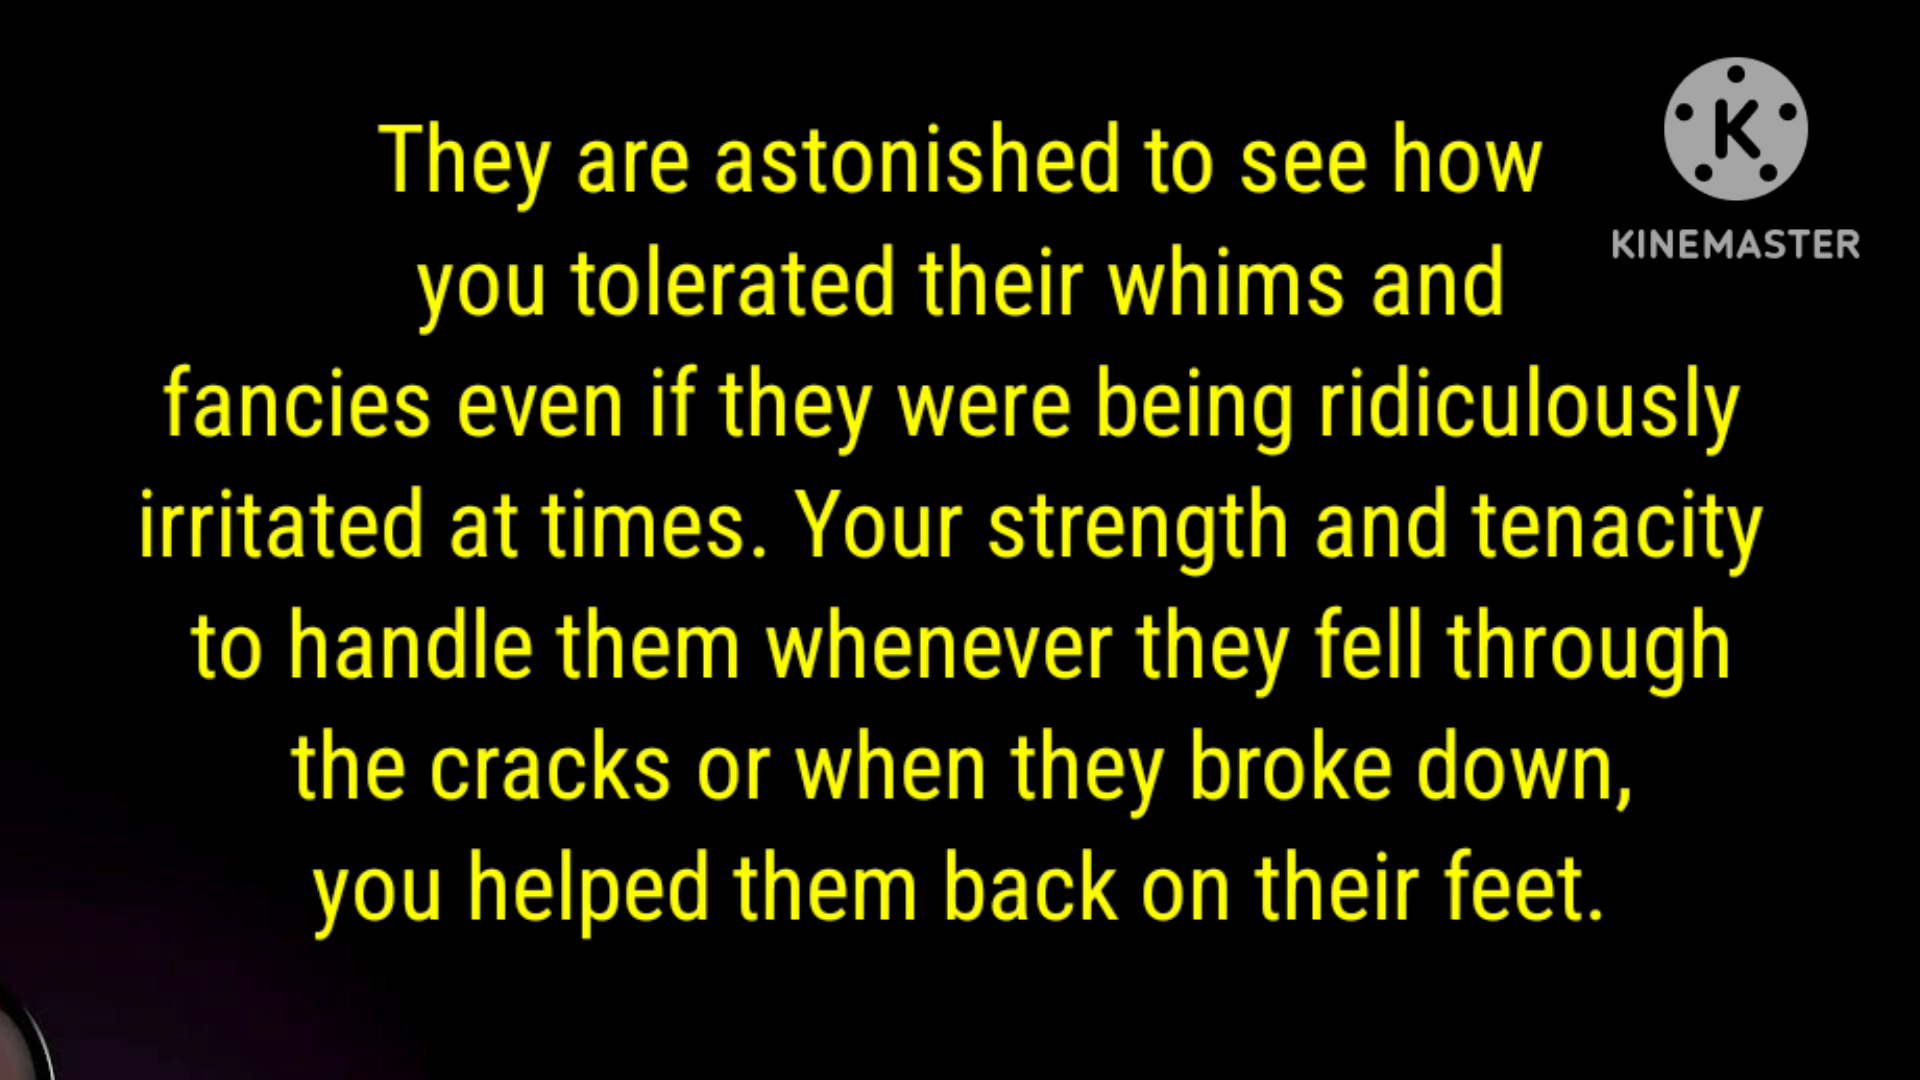 They are astonished to see how
you tolerated their whims and
fancies even if they were being ridiculously
irritated at times. Your strength and tenacity
to handle them whenever they fell through
the cracks or when they broke down,
you helped them back on their feet.
K
KINEMASTER